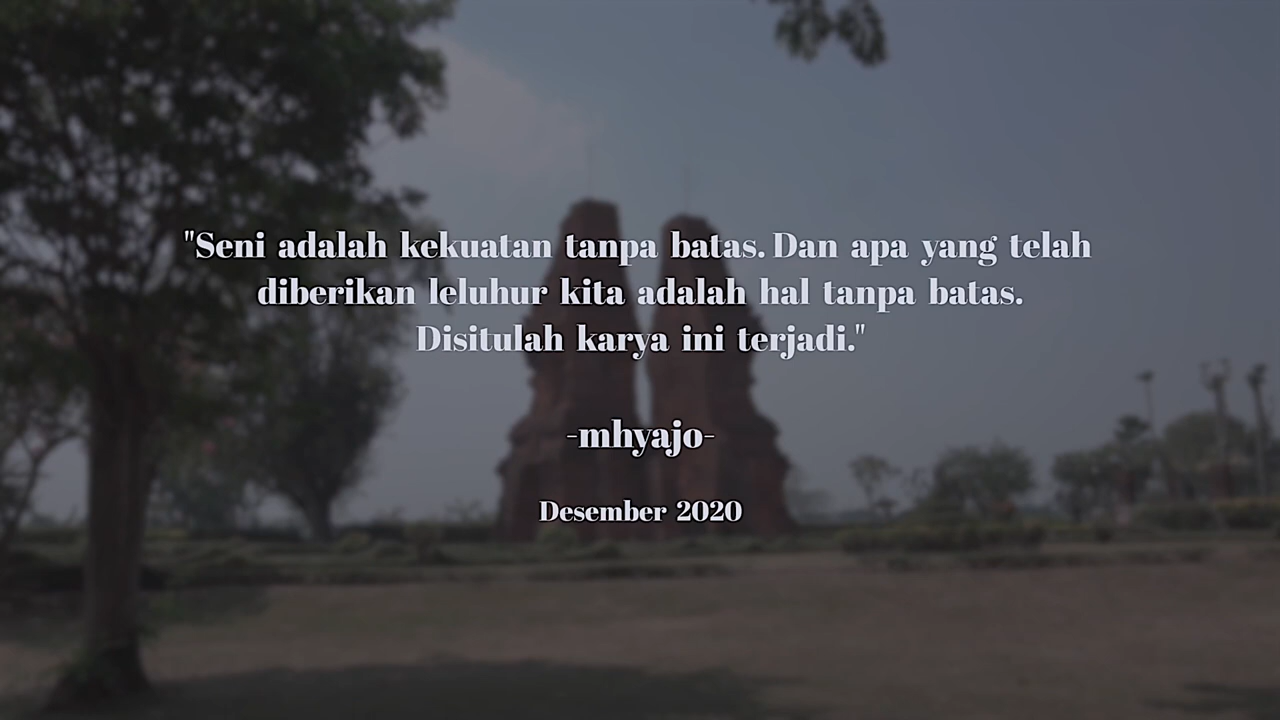 "Seni adalah kekuatan tanpa batas. Dan apa yang telah
diberikan leluhur kita adalah hal tanpa batas.
Disitulah karya ini terjadi."
-mhyajo-
Desember 2020